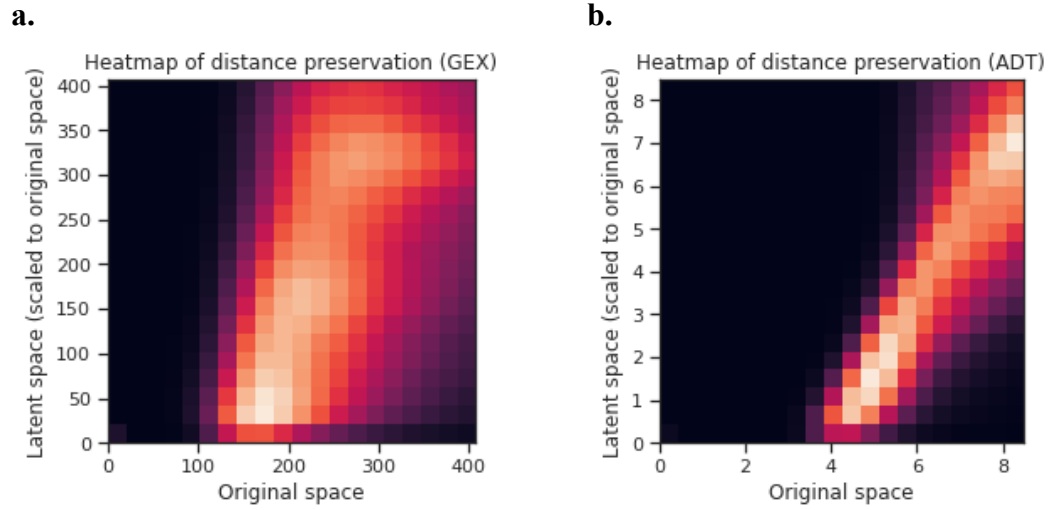 a.
Heatmap of distance preservation (GEX)
Latent space (scaled to original space)
400
350
300
250
200
150
100
50
0
0 100 200 300 400
Original space
b.
Heatmap of distance preservation (ADT)
Latent space (scaled to original space)
8
7
6
5
4
3
2
1
0
0 2 4 6 8
Original space